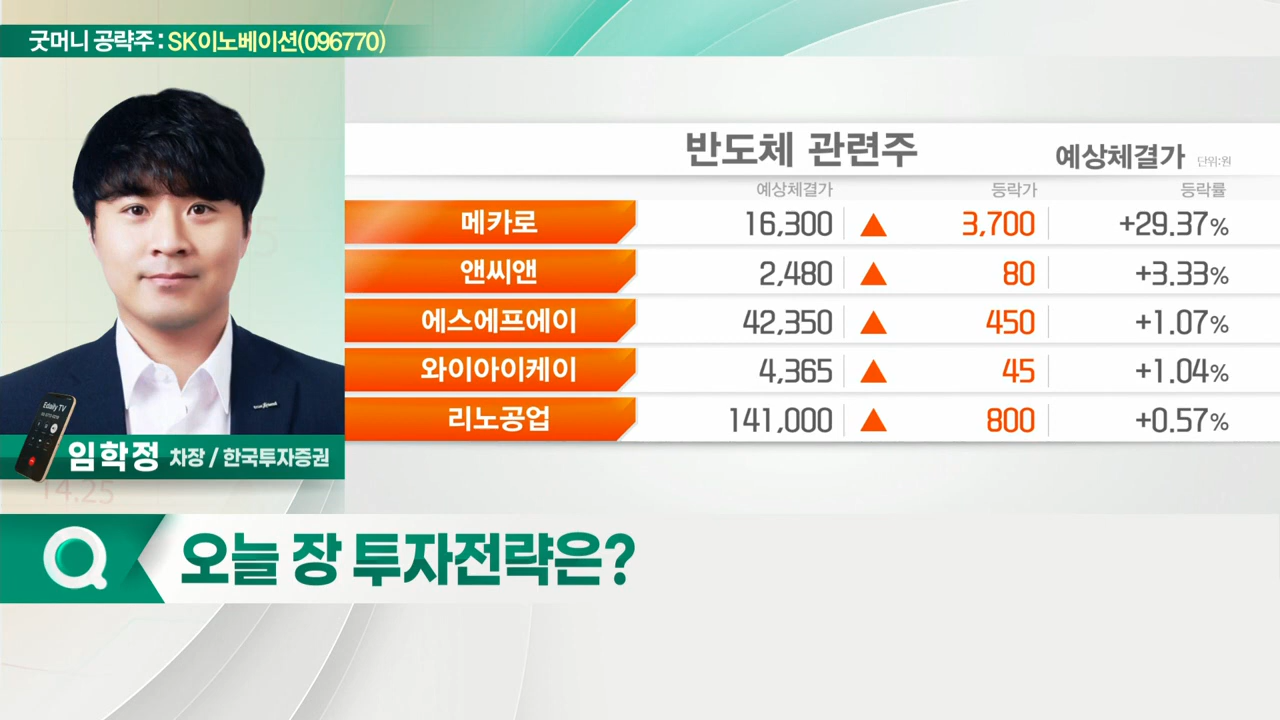 굿머니 공략주 : SK이노베이션(096770)
반도체 관련주 예상체결가 단위:원
예상체결가 등락가 등락률
메카로 16,300 ▲ 3,700 +29.37%
앤씨앤 2,480 ▲ 80 +3.33%
에스에프에이 42,350 ▲ 450 +1.07%
와이아이케이 4,365 ▲ 45 +1.04%
리노공업 141,000 ▲ 800 +0.57%
Edaily TV
임학정 차장 / 한국투자증권
14.25
Q 오늘 장 투자전략은?